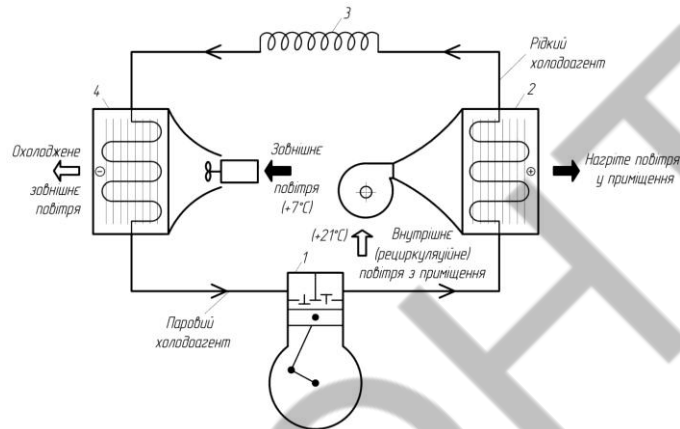 3
Рідкий
холодоагент
4
2
Охолоджене
зовнішнє
повітря
Зовнішнє
повітря
(+7°C)
Нагріте повітря
у приміщення
(+21°C)
Внутрішнє
(рециркуляуійне)
повітря з приміщення
1
Паровий
холодоагент